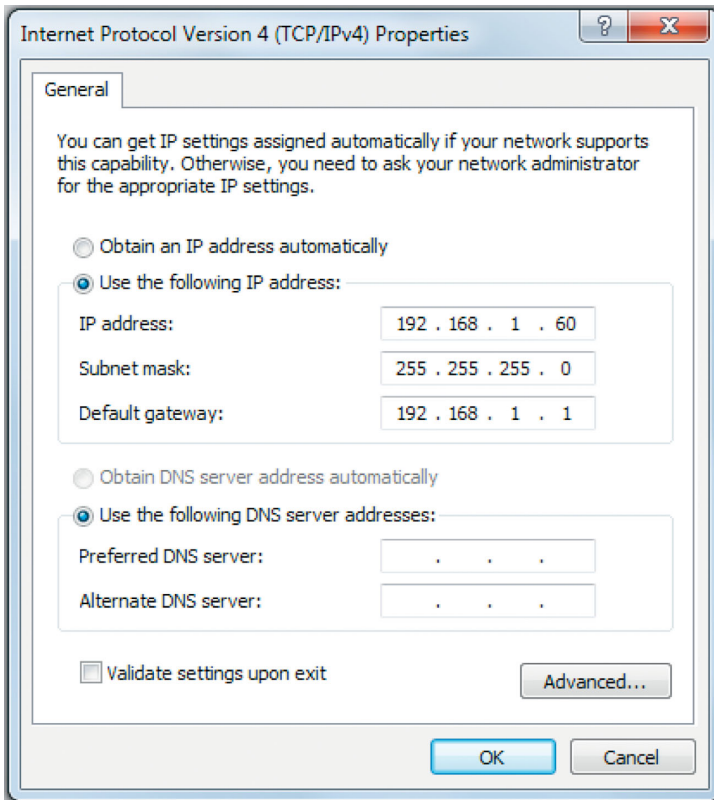 Internet Protocol Version 4 (TCP/IPv4) Properties
? X
General
You can get IP settings assigned automatically if your network supports
this capability. Otherwise, you need to ask your network administrator
for the appropriate IP settings.
Obtain an IP address automatically
Use the following IP address:
IP address: 192 . 168 . 1 . 60
Subnet mask: 255 . 255 . 255 . 0
Default gateway: 192 . 168 . 1 . 1
Obtain DNS server address automatically
Use the following DNS server addresses:
Preferred DNS server: . . .
Alternate DNS server: . . .
Validate settings upon exit
Advanced...
OK Cancel